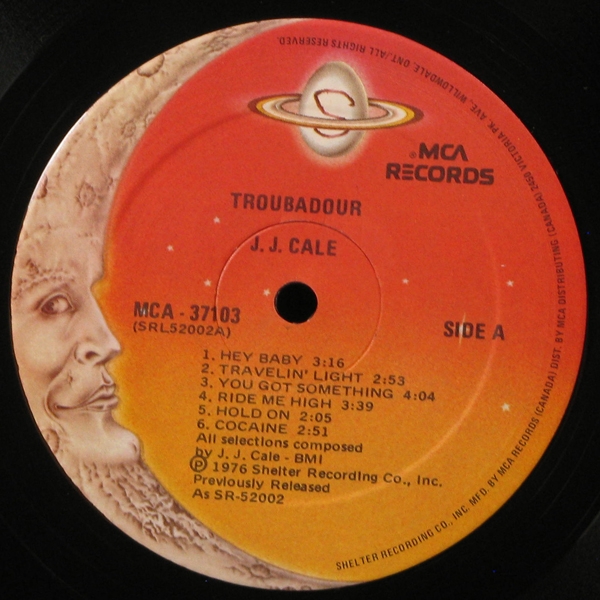 S
MCA
RECORDS
TROUBADOUR
J. J. CALE
MCA - 37103
(SRL52002A)
SIDE A
1. HEY BABY 3:16
2. TRAVELIN' LIGHT 2:53
3. YOU GOT SOMETHING 4:04
4. RIDE ME HIGH 3:39
5. HOLD ON 2:05
6. COCAINE 2:51
All selections composed
by J. J. Cale - BMI
Ⓟ 1976 Shelter Recording Co., Inc.
Previously Released
As SR-52002
SHELTER RECORDING CO., INC. MFD. BY MCA RECORDS (CANADA) DIST. BY MCA DISTRIBUTING (CANADA) 2450 VICTORIA PK. AVE., WILLOWDALE, ONT./ALL RIGHTS RESERVED.